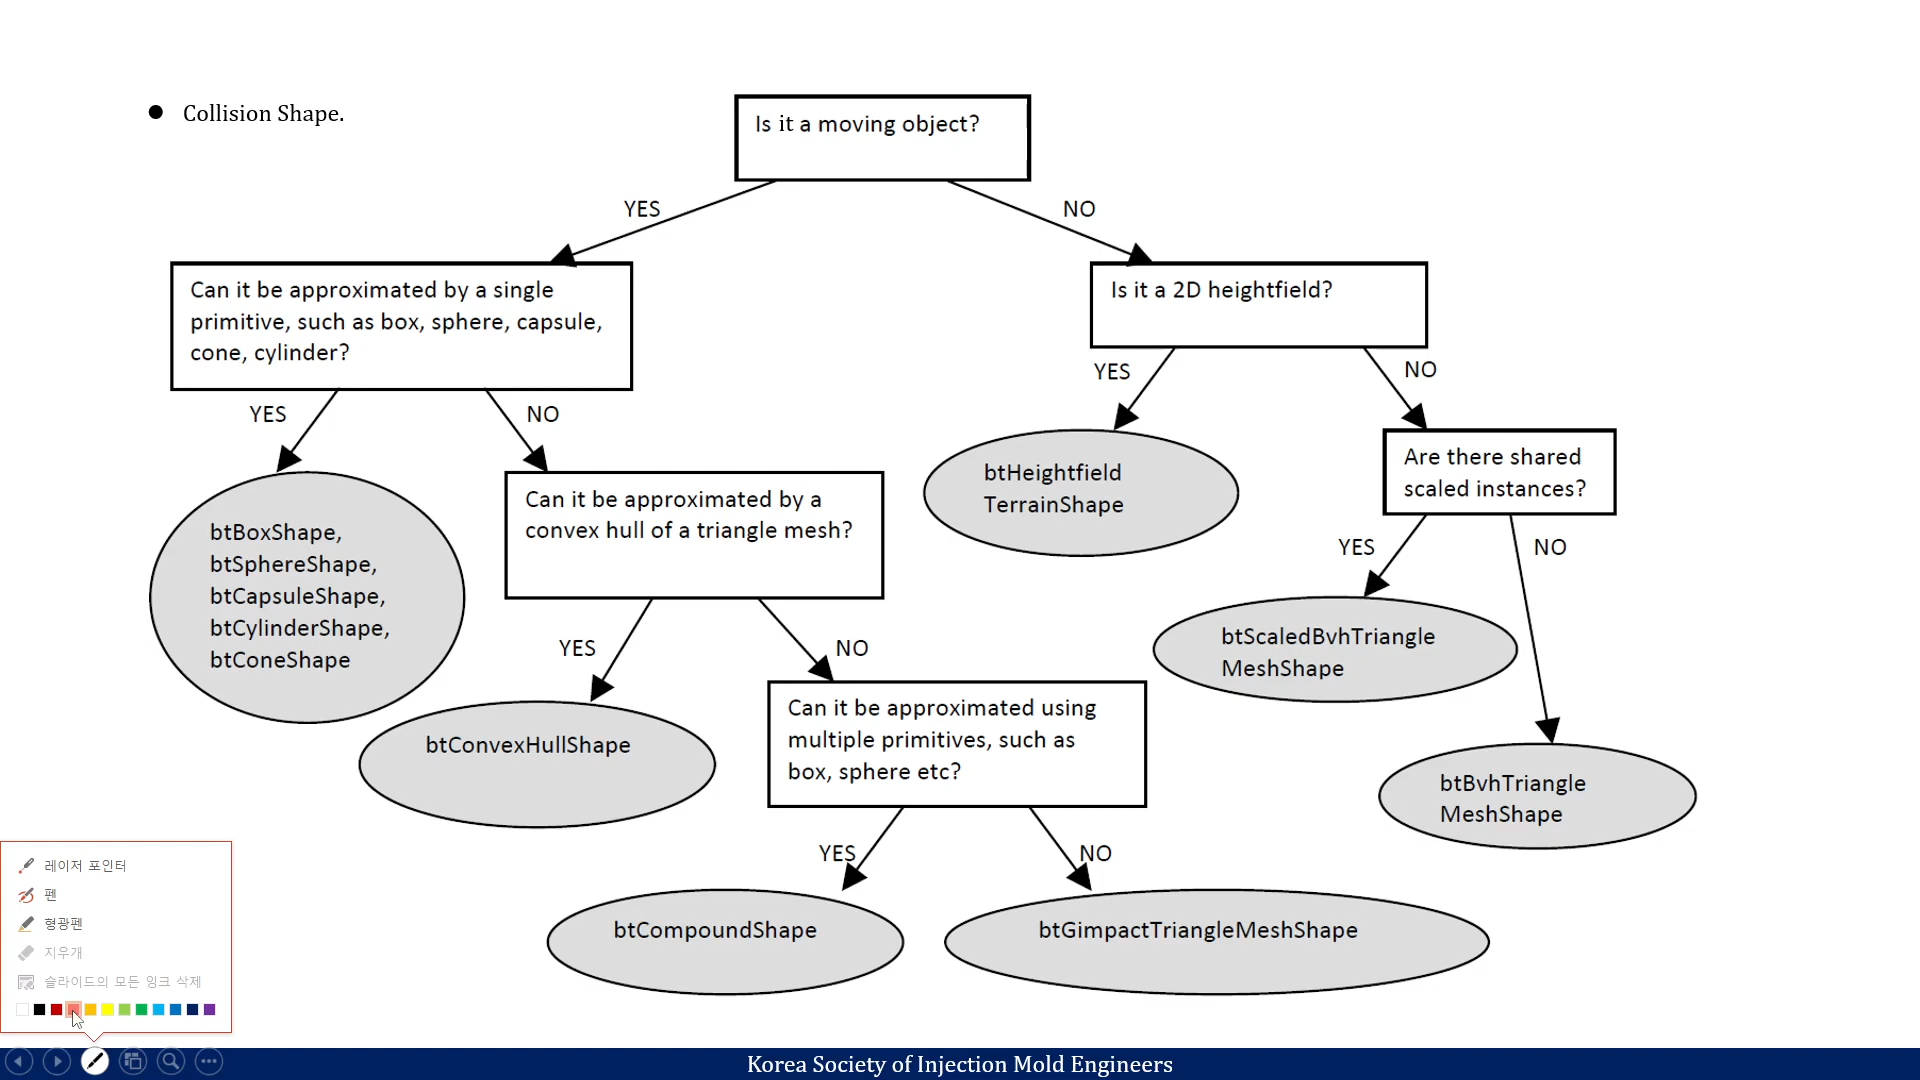 Collision Shape.
Is it a moving object?
YES
NO
Can it be approximated by a single
primitive, such as box, sphere, capsule,
cone, cylinder?
Is it a 2D heightfield?
YES
NO
YES
NO
btBoxShape,
btSphereShape,
btCapsuleShape,
btCylinderShape,
btConeShape
Can it be approximated by a
convex hull of a triangle mesh?
btHeightfield
TerrainShape
Are there shared
scaled instances?
YES
NO
YES
NO
btConvexHullShape
Can it be approximated using
multiple primitives, such as
box, sphere etc?
btScaledBvhTriangle
MeshShape
btBvhTriangle
MeshShape
YES
NO
btCompoundShape
btGimpactTriangleMeshShape
레이저 포인터
펜
형광펜
지우개
슬라이드의 모든 잉크 삭제
Korea Society of Injection Mold Engineers